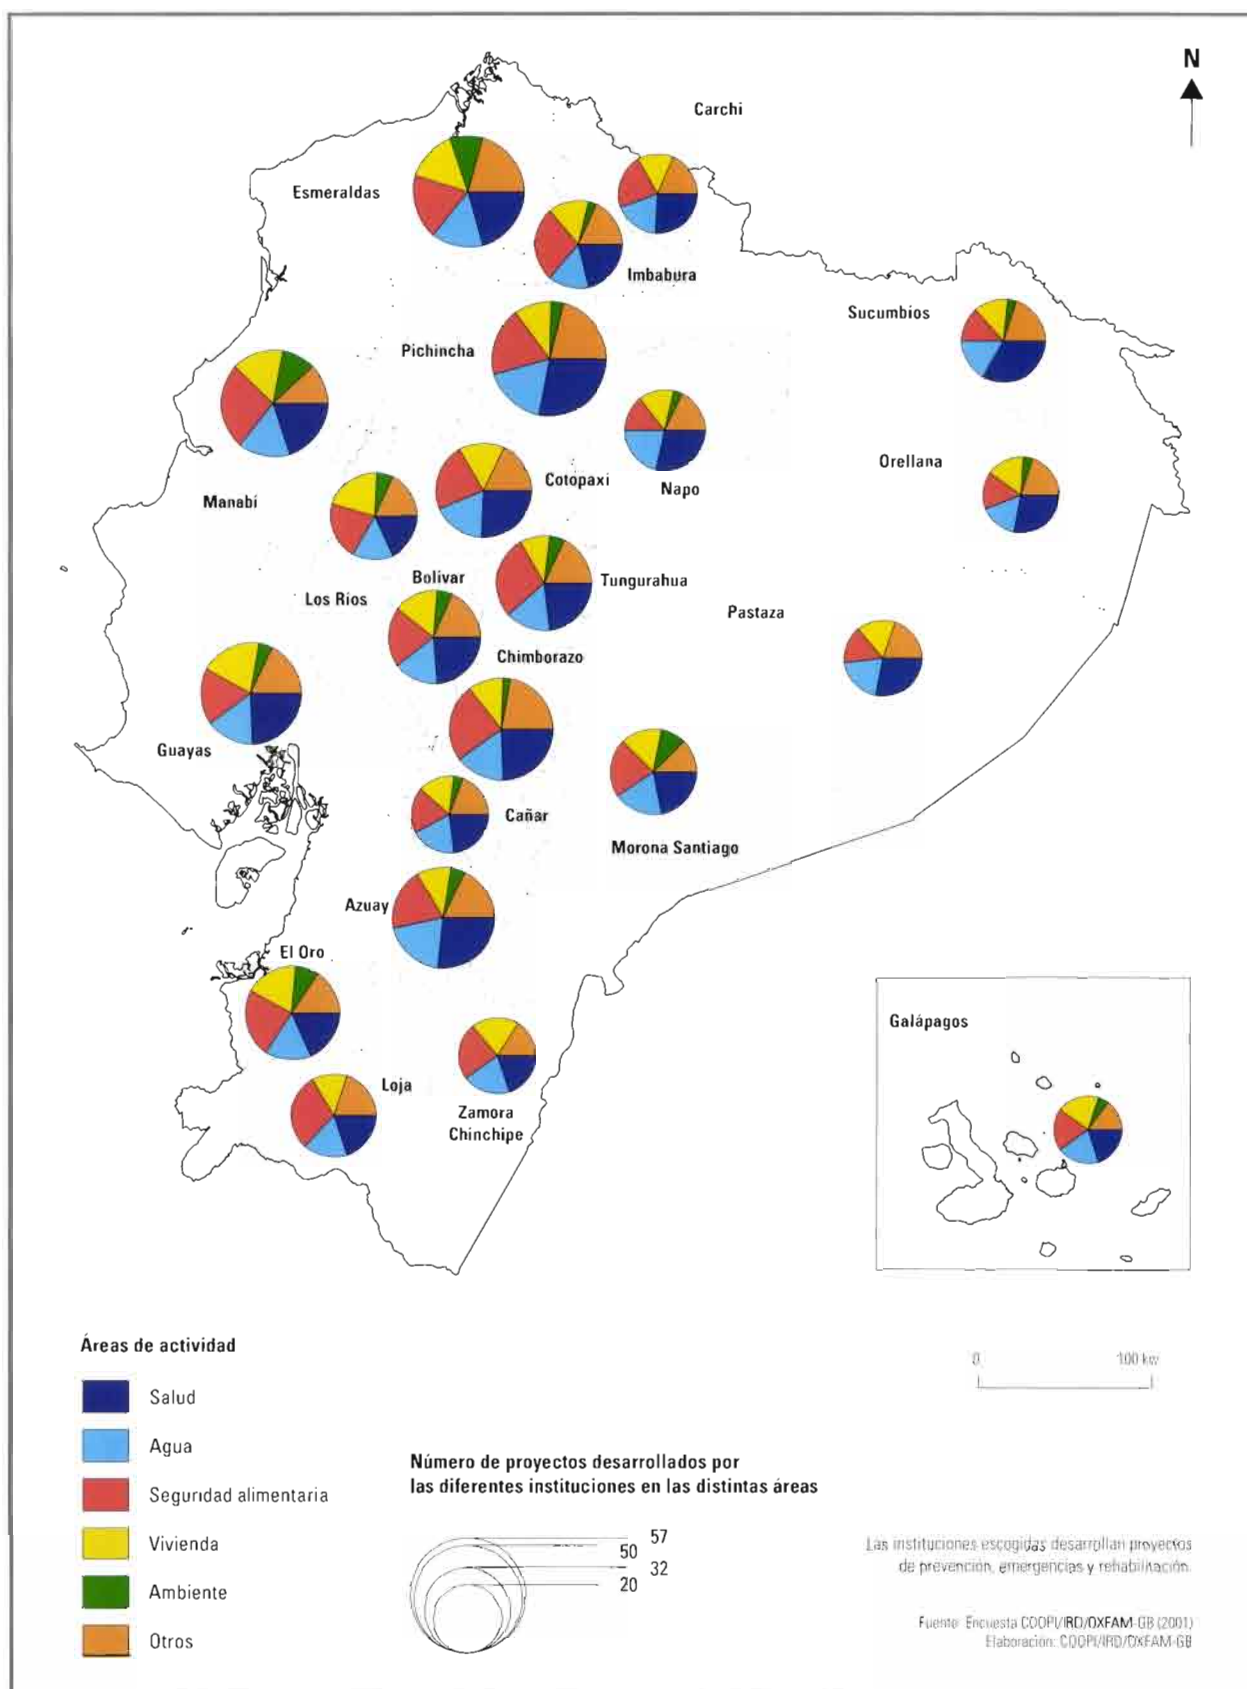 N
Carchi
Esmeraldas
Imbabura
Sucumbios
Pichincha
Orellana
Cotopaxi
Napo
Manabí
Bolivar
Tungurahua
Los Rios
Pastaza
Chimborazo
Guayas
Cañar
Morona Santiago
Azuay
El Oro
Galápagos
Loja
Zamora
Chinchipe
Áreas de actividad
0 100 km
Salud
Agua
Número de proyectos desarrollados por
las diferentes instituciones en las distintas áreas
Seguridad alimentaria
Vivienda
57
50
32
20
Las instituciones escogidas desarrollan proyectos
de prevención, emergencias y rehabilitación.
Ambiente
Otros
Fuente: Encuesta COOPI/IRD/OXFAM-GB (2001)
Elaboración: COOPI/IRD/OXFAM-GB